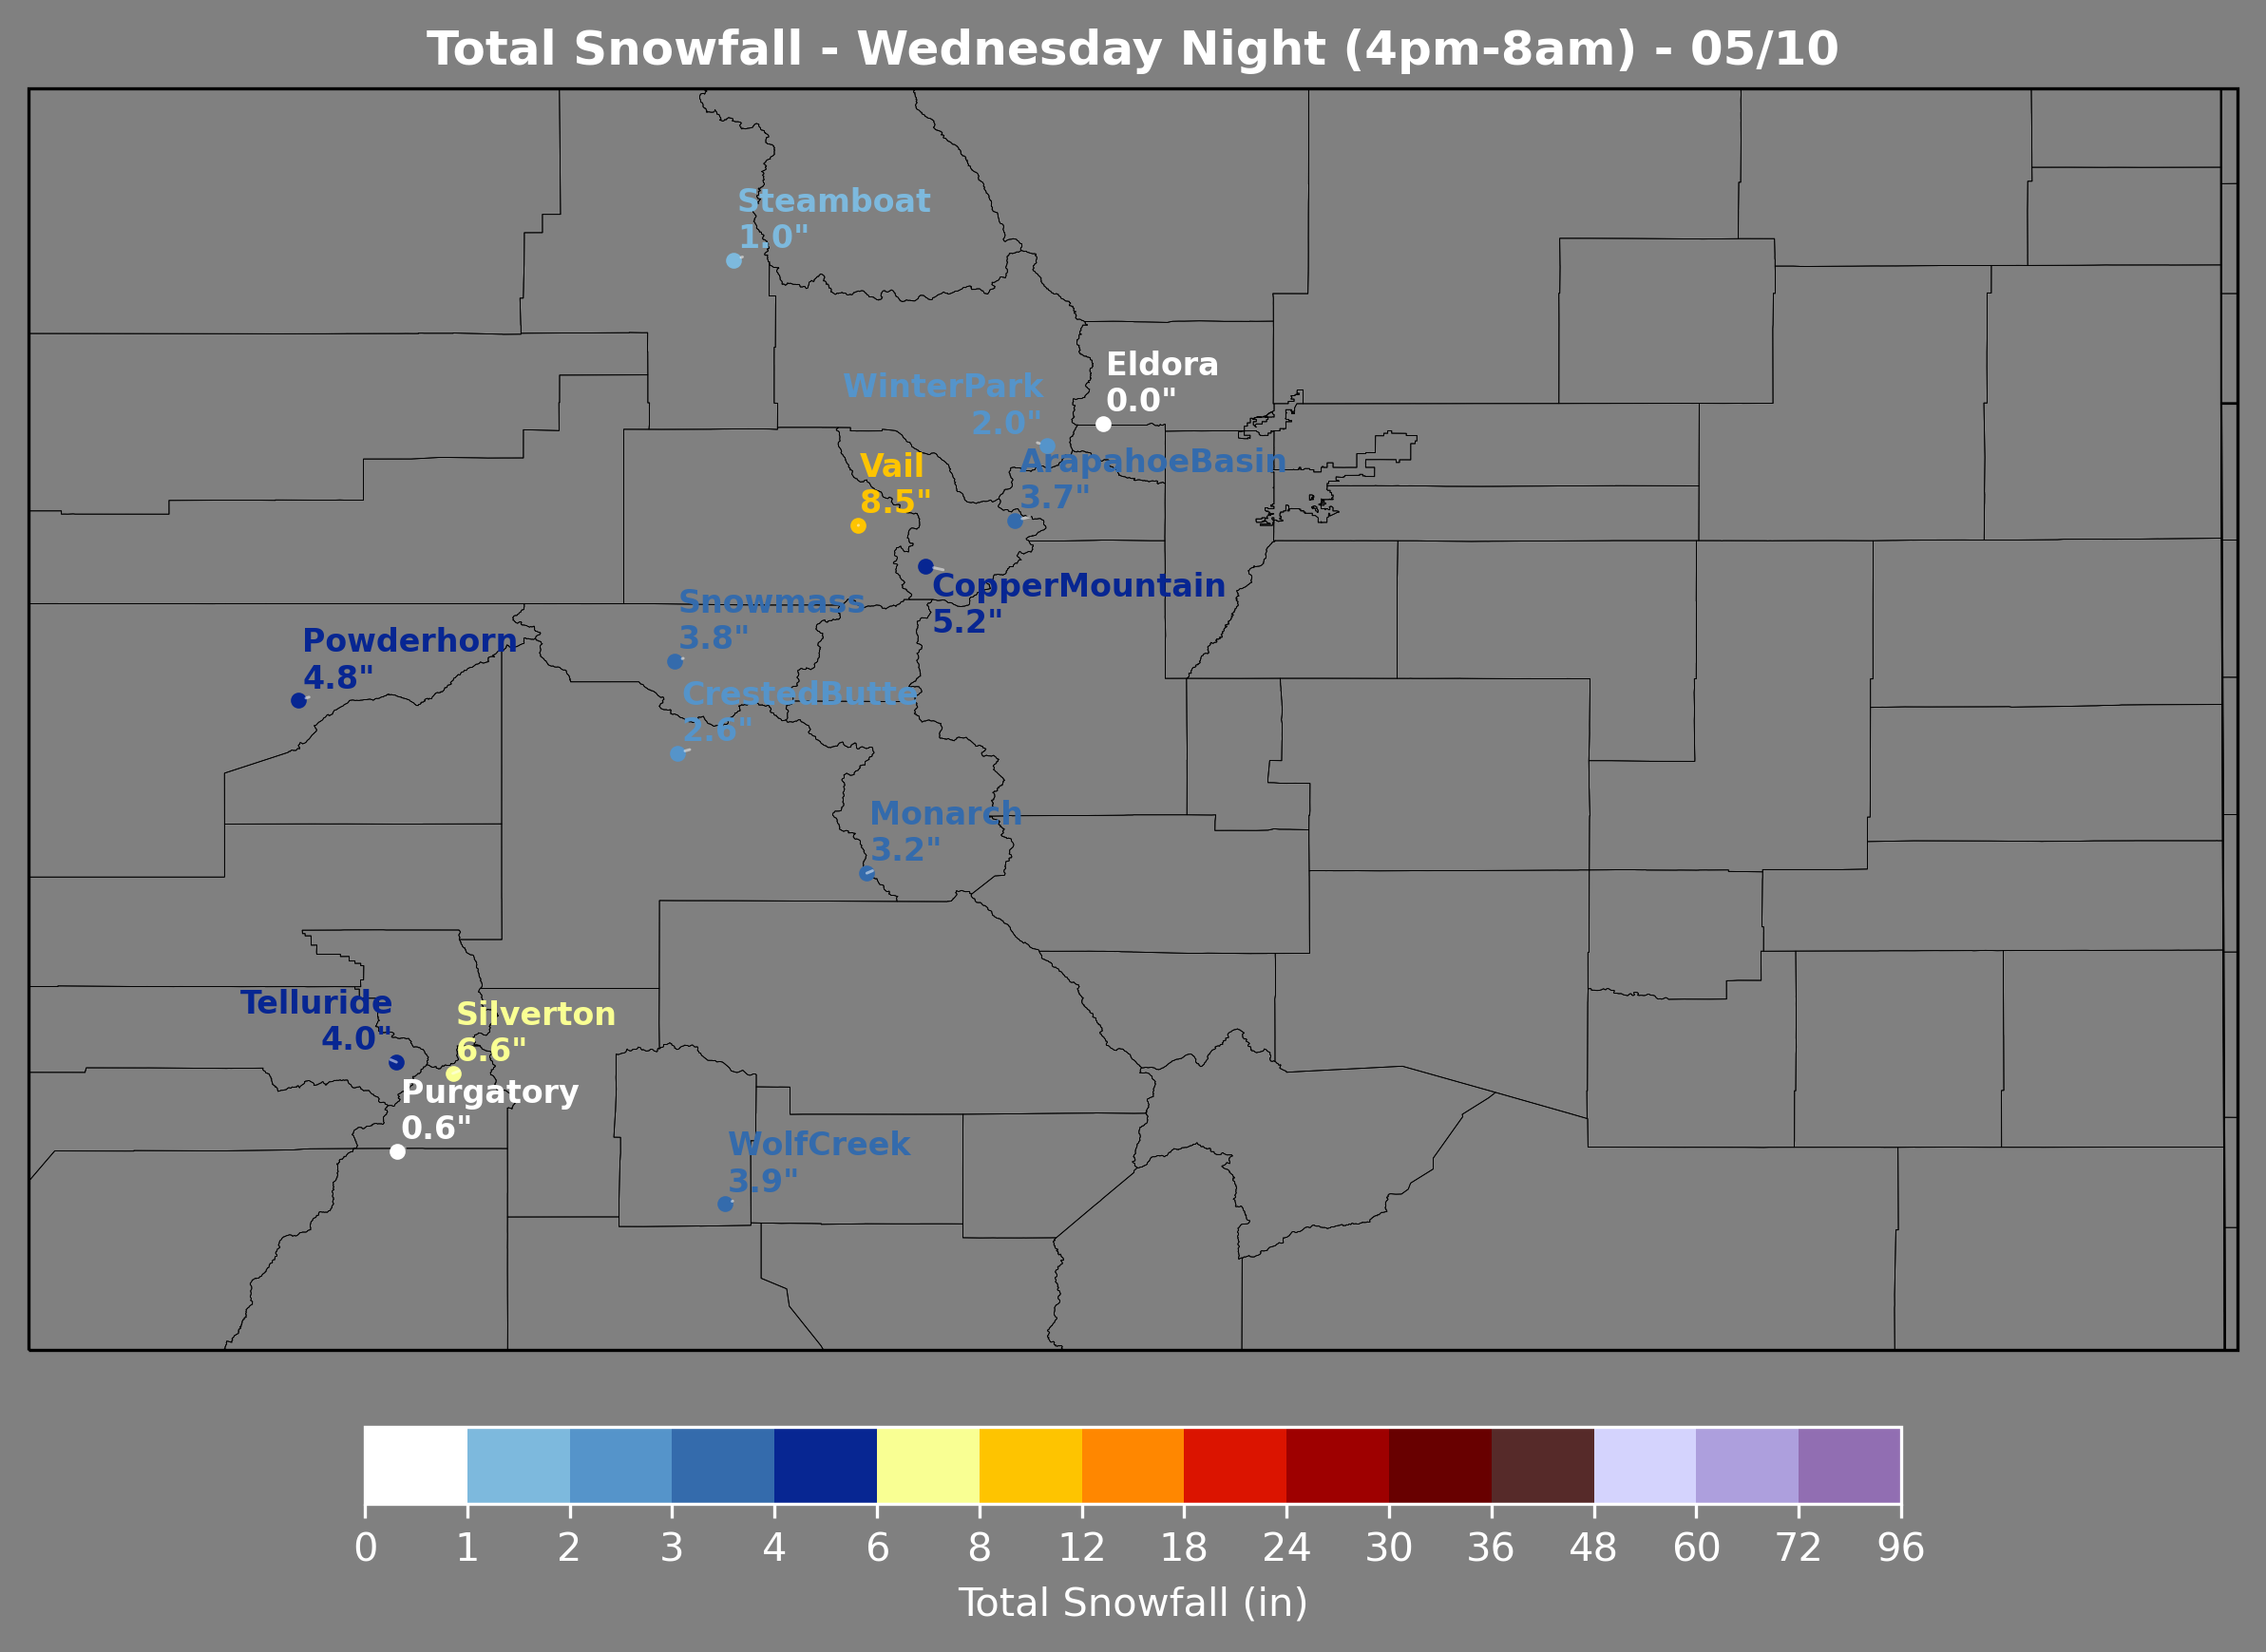 Total Snowfall - Wednesday Night (4pm-8am) - 05/10
Steamboat
1.0"
Eldora
0.0"
WinterPark
2.0"
Vail
8.5"
ArapahoeBasin
3.7"
CopperMountain
5.2"
Snowmass
3.8"
Powderhorn
4.8"
CrestedButte
2.6"
Monarch
3.2"
Telluride
4.0"
Silverton
6.6"
Purgatory
0.6"
WolfCreek
3.9"
0 1 2 3 4 6 8 12 18 24 30 36 48 60 72 96
Total Snowfall (in)